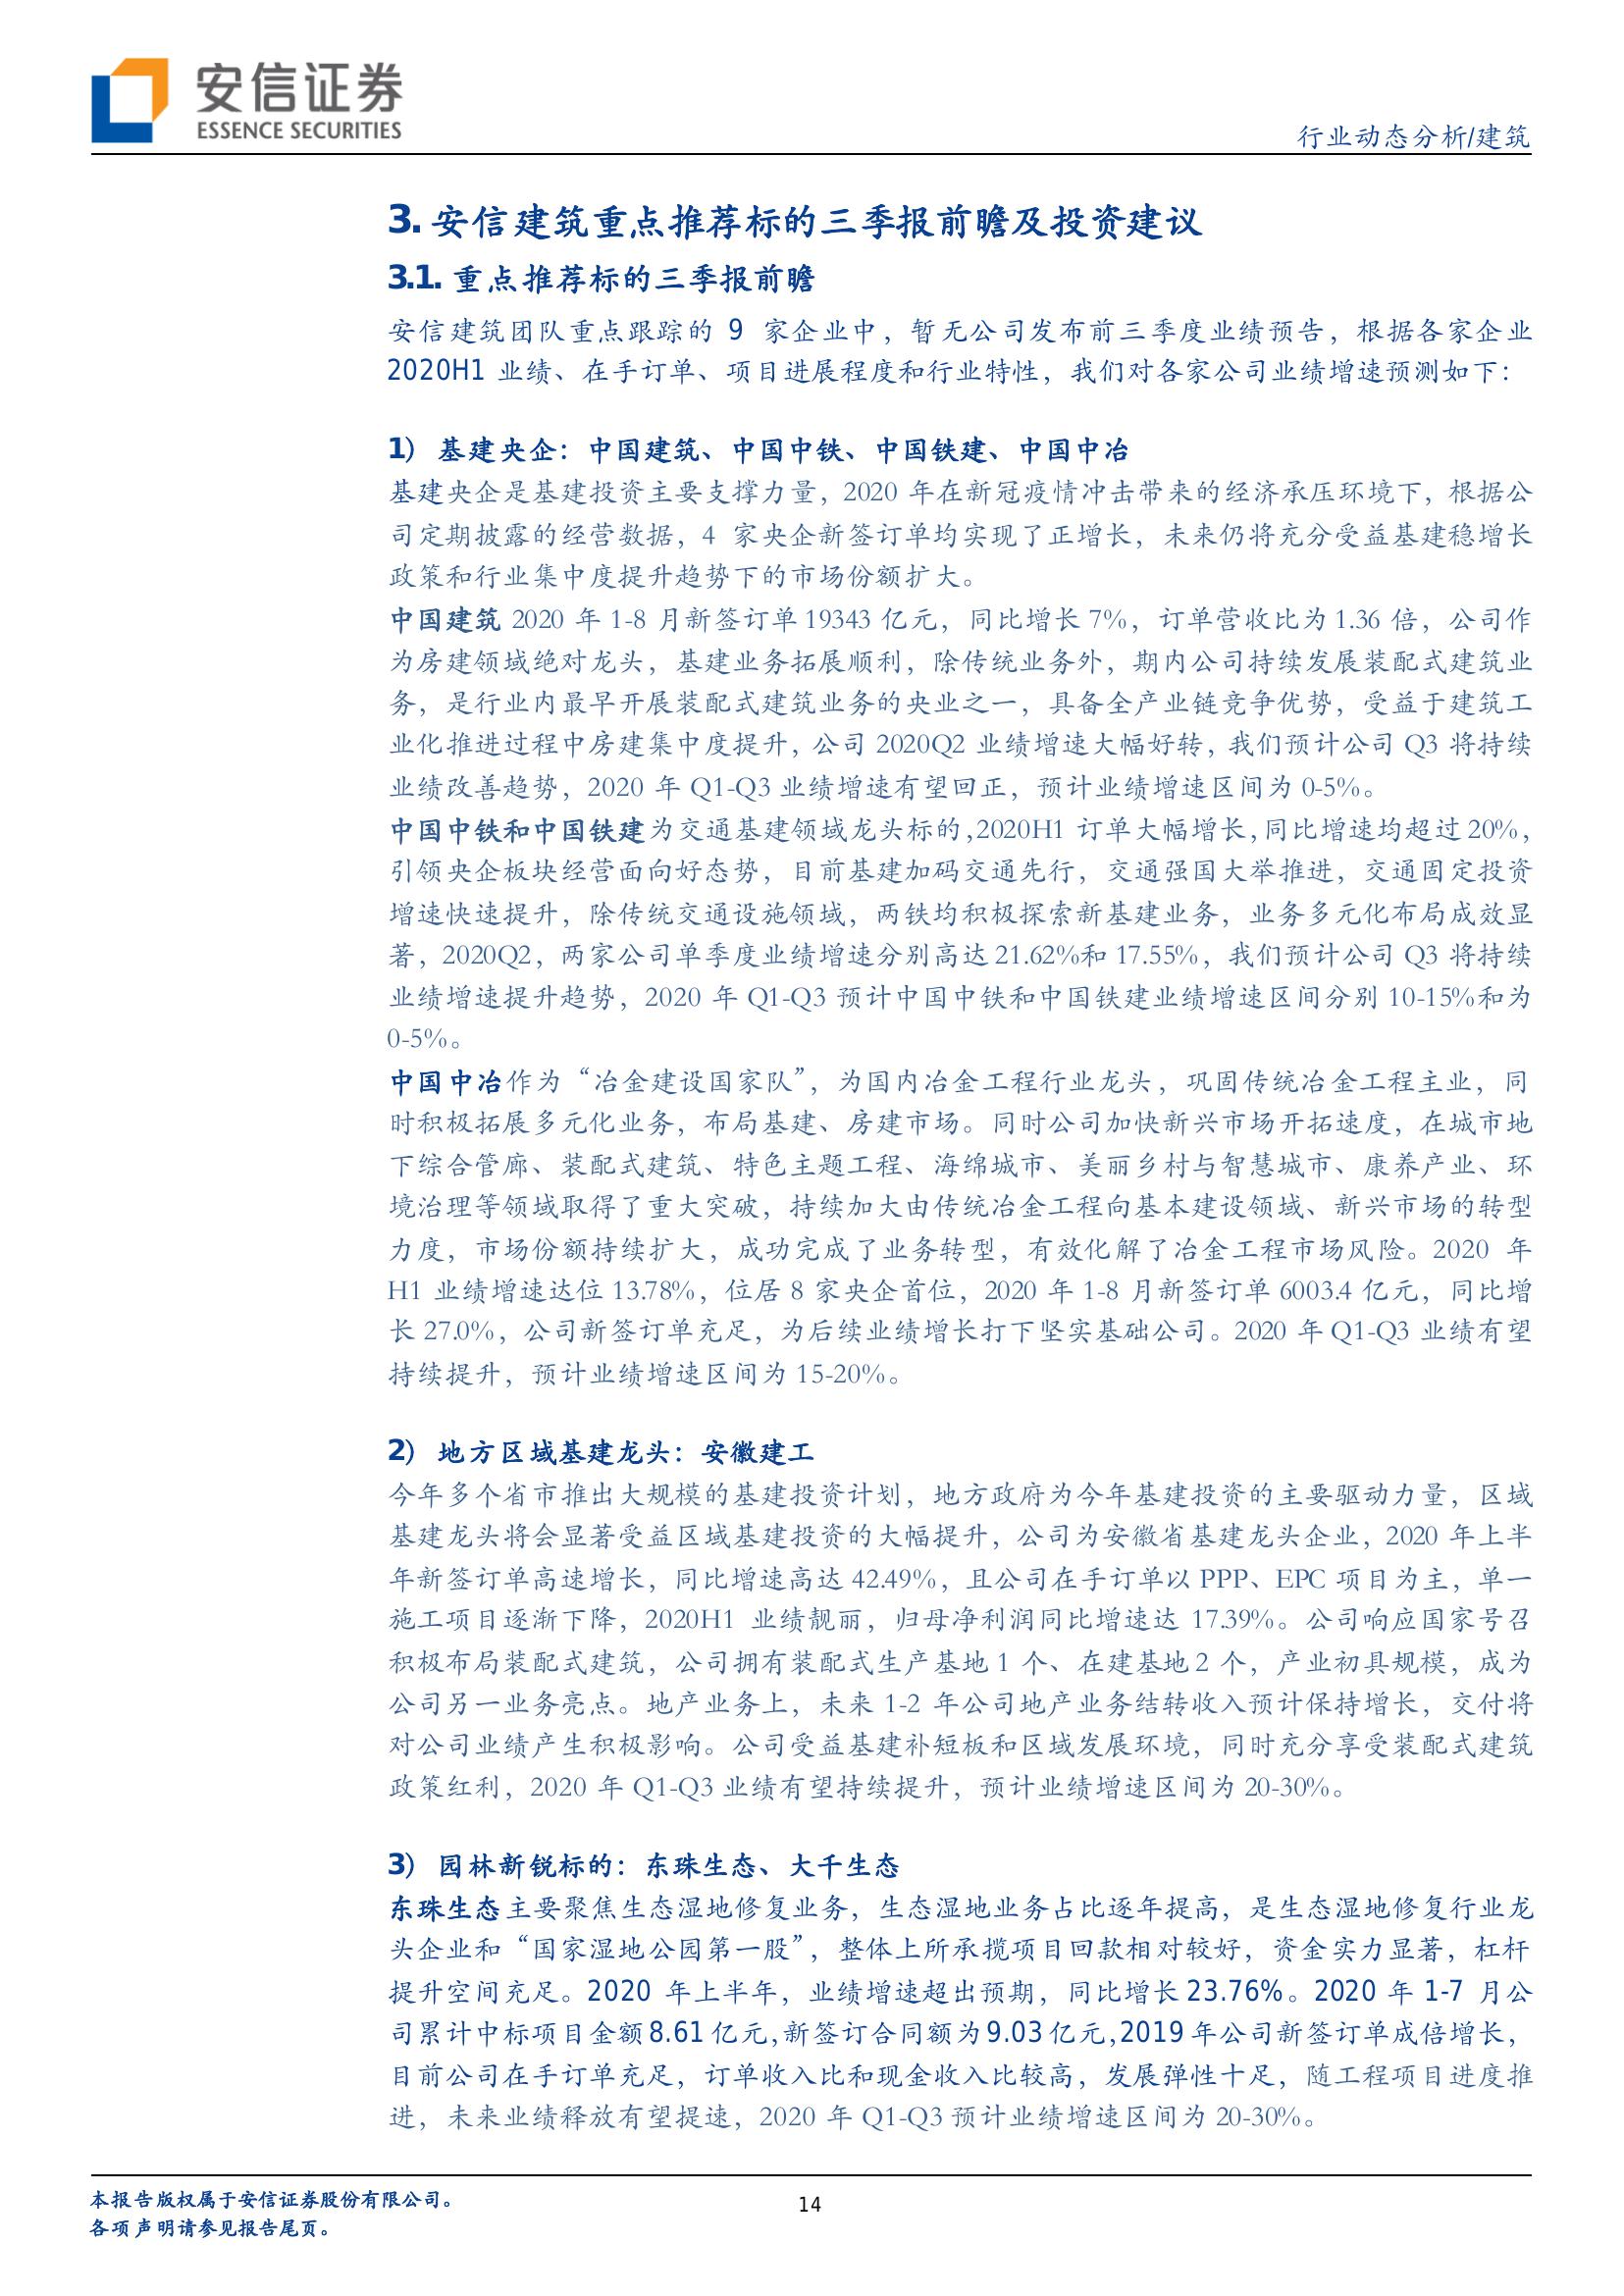 安信证券
ESSENCE SECURITIES
行业动态分析/建筑
3. 安信建筑重点推荐标的三季报前瞻及投资建议
3.1. 重点推荐标的三季报前瞻
安信建筑团队重点跟踪的 9 家企业中，暂无公司发布前三季度业绩预告，根据各家企业
2020H1 业绩、在手订单、项目进展程度和行业特性，我们对各家公司业绩增速预测如下：
1） 基建央企：中国建筑、中国中铁、中国铁建、中国中冶
基建央企是基建投资主要支撑力量，2020 年在新冠疫情冲击带来的经济承压环境下，根据公
司定期披露的经营数据，4 家央企新签订单均实现了正增长，未来仍将充分受益基建稳增长
政策和行业集中度提升趋势下的市场份额扩大。
中国建筑 2020 年 1-8 月新签订单 19343 亿元，同比增长 7%，订单营收比为 1.36 倍，公司作
为房建领域绝对龙头，基建业务拓展顺利，除传统业务外，期内公司持续发展装配式建筑业
务，是行业内最早开展装配式建筑业务的央业之一，具备全产业链竞争优势，受益于建筑工
业化推进过程中房建集中度提升，公司 2020Q2 业绩增速大幅好转，我们预计公司 Q3 将持续
业绩改善趋势，2020 年 Q1-Q3 业绩增速有望回正，预计业绩增速区间为 0-5%。
中国中铁和中国铁建为交通基建领域龙头标的，2020H1 订单大幅增长，同比增速均超过 20%，
引领央企板块经营面向好态势，目前基建加码交通先行，交通强国大举推进，交通固定投资
增速快速提升，除传统交通设施领域，两铁均积极探索新基建业务，业务多元化布局成效显
著，2020Q2，两家公司单季度业绩增速分别高达 21.62%和 17.55%，我们预计公司 Q3 将持续
业绩增速提升趋势，2020 年 Q1-Q3 预计中国中铁和中国铁建业绩增速区间分别 10-15%和为
0-5%。
中国中冶作为“冶金建设国家队”，为国内冶金工程行业龙头，巩固传统冶金工程主业，同
时积极拓展多元化业务，布局基建、房建市场。同时公司加快新兴市场开拓速度，在城市地
下综合管廊、装配式建筑、特色主题工程、海绵城市、美丽乡村与智慧城市、康养产业、环
境治理等领域取得了重大突破，持续加大由传统冶金工程向基本建设领域、新兴市场的转型
力度，市场份额持续扩大，成功完成了业务转型，有效化解了冶金工程市场风险。2020 年
H1 业绩增速达位 13.78%，位居 8 家央企首位，2020 年 1-8 月新签订单 6003.4 亿元，同比增
长 27.0%，公司新签订单充足，为后续业绩增长打下坚实基础公司。2020 年 Q1-Q3 业绩有望
持续提升，预计业绩增速区间为 15-20%。
2） 地方区域基建龙头：安徽建工
今年多个省市推出大规模的基建投资计划，地方政府为今年基建投资的主要驱动力量，区域
基建龙头将会显著受益区域基建投资的大幅提升，公司为安徽省基建龙头企业，2020 年上半
年新签订单高速增长，同比增速高达 42.49%，且公司在手订单以 PPP、EPC 项目为主，单一
施工项目逐渐下降，2020H1 业绩靓丽，归母净利润同比增速达 17.39%。公司响应国家号召
积极布局装配式建筑，公司拥有装配式生产基地 1 个、在建基地 2 个，产业初具规模，成为
公司另一业务亮点。地产业务上，未来 1-2 年公司地产业务结转收入预计保持增长，交付将
对公司业绩产生积极影响。公司受益基建补短板和区域发展环境，同时充分享受装配式建筑
政策红利，2020 年 Q1-Q3 业绩有望持续提升，预计业绩增速区间为 20-30%。
3） 园林新锐标的：东珠生态、大千生态
东珠生态主要聚焦生态湿地修复业务，生态湿地业务占比逐年提高，是生态湿地修复行业龙
头企业和“国家湿地公园第一股”，整体上所承揽项目回款相对较好，资金实力显著，杠杆
提升空间充足。2020 年上半年，业绩增速超出预期，同比增长 23.76%。2020 年 1-7 月公
司累计中标项目金额 8.61 亿元，新签订合同额为 9.03 亿元，2019 年公司新签订单成倍增长，
目前公司在手订单充足，订单收入比和现金收入比较高，发展弹性十足，随工程项目进度推
进，未来业绩释放有望提速，2020 年 Q1-Q3 预计业绩增速区间为 20-30%。
本报告版权属于安信证券股份有限公司。
14
各项声明请参见报告尾页。